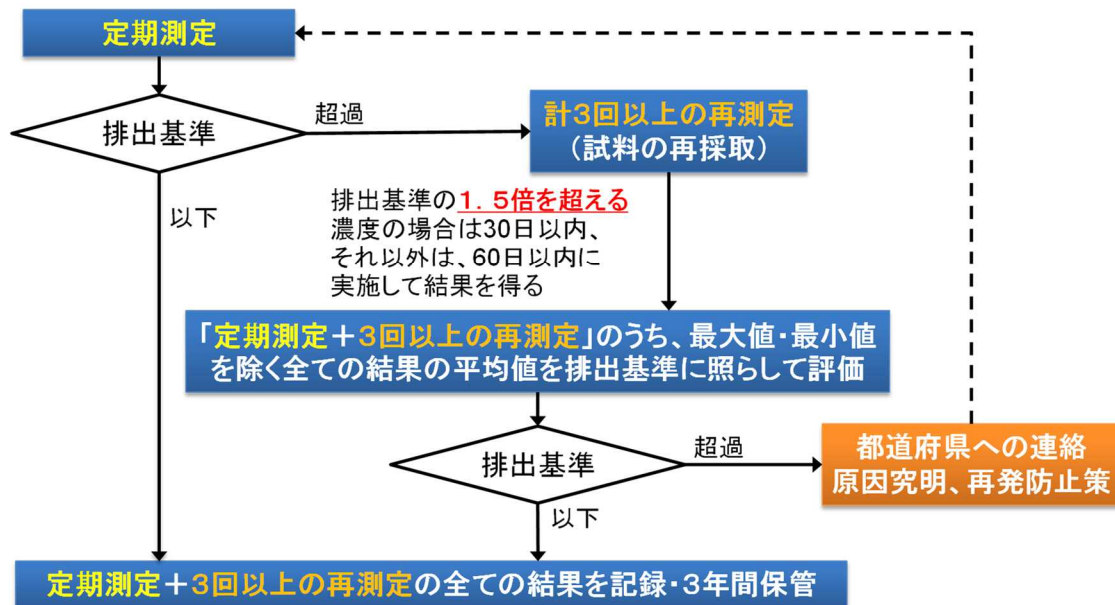 定期測定
排出基準
超過
計3回以上の再測定
（試料の再採取）
以下
排出基準の1．5倍を超える
濃度の場合は30日以内、
それ以外は、60日以内に
実施して結果を得る
「定期測定＋3回以上の再測定」のうち、最大値・最小値
を除く全ての結果の平均値を排出基準に照らして評価
排出基準
超過
都道府県への連絡
原因究明、再発防止策
以下
定期測定＋3回以上の再測定の全ての結果を記録・3年間保管